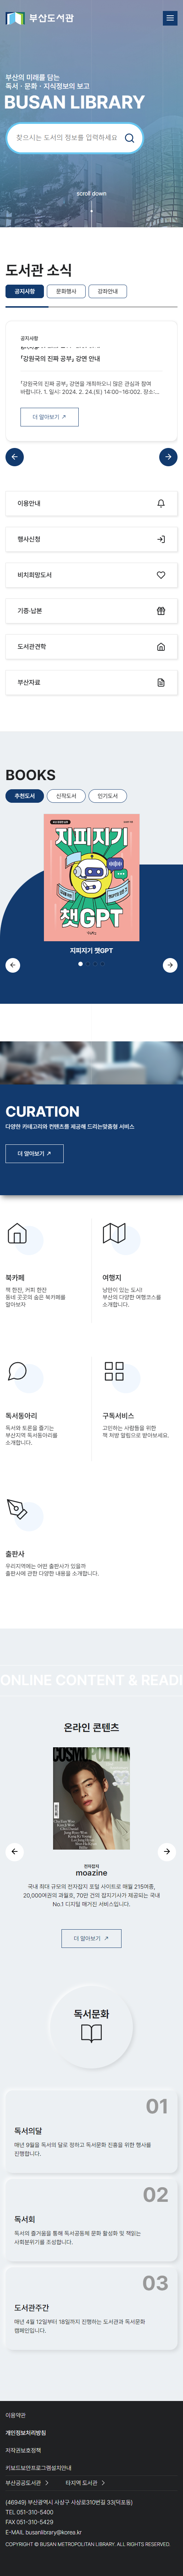 부산도서관
부산의 미래를 담는
독서 · 문화 · 지식정보의 보고
BUSAN LIBRARY
찾으시는 도서의 정보를 입력하세요
scroll down
도서관 소식
공지사항
문화행사
강좌안내
공지사항
「강원국의 진짜 공부」 강연 안내
「강원국의 진짜 공부」 강연을 개최하오니 많은 관심과 참여
바랍니다. 1. 일시: 2024. 2. 24.(토) 14:00~16:00 2. 장소:...
더 알아보기
이용안내
행사신청
비치희망도서
기증·납본
도서관견학
부산자료
BOOKS
추천도서
신착도서
인기도서
지피지기
챗GPT
지피지기 챗GPT
CURATION
다양한 카테고리와 컨텐츠를 제공해 드리는맞춤형 서비스
더 알아보기
북카페
책 한잔, 커피 한잔
동네 곳곳의 숨은 북카페를
알아보자
여행지
낭만이 있는 도시!
부산의 다양한 여행코스를
소개합니다.
독서동아리
독서와 토론을 즐기는
부산지역 독서동아리를
소개합니다.
구독서비스
고민하는 사람들을 위한
책 처방 알림으로 받아보세요.
출판사
우리지역에는 어떤 출판사가 있을까
출판사에 관한 다양한 내용을 소개합니다.
ONLINE CONTENT & READI
온라인 콘텐츠
COSMOPOLITAN
전자잡지
moazine
국내 최다 규모의 전자잡지 포털 사이트로 매월 215여종,
20,000여권의 과월호, 70만 건의 잡지기사가 제공되는 국내
No.1 디지털 매거진 서비스입니다.
더 알아보기
독서문화
01
독서의달
매년 9월을 독서의 달로 정하고 독서문화 진흥을 위한 행사를
진행합니다.
02
독서회
독서의 즐거움을 통해 독서공동체 문화 활성화 및 책읽는
사회분위기를 조성합니다.
03
도서관주간
매년 4월 12일부터 18일까지 진행하는 도서관과 독서문화
캠페인입니다.
이용약관
개인정보처리방침
저작권보호정책
키보드보안프로그램설치안내
부산공공도서관
타지역 도서관
(46949) 부산광역시 사상구 사상로310번길 33(덕포동)
TEL 051-310-5400
FAX 051-310-5429
E-MAIL busanlibrary@korea.kr
COPYRIGHT © BUSAN METROPOLITAN LIBRARY. ALL RIGHTS RESERVED.